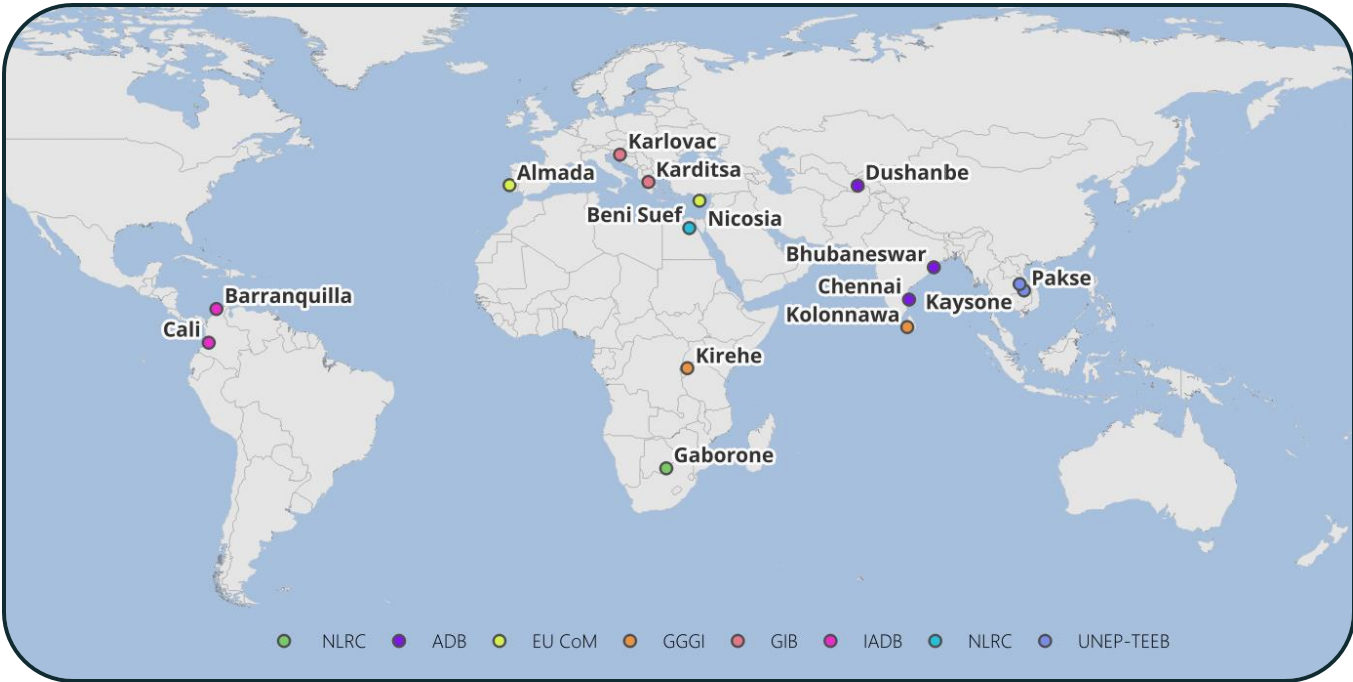 Karlovac
Almada
Karditsa
Dushanbe
Beni Suef
Nicosia
Bhubaneswar
Pakse
Chennai
Kaysone
Barranquilla
Kolonnawa
Cali
Kirehe
Gaborone
NLRC ADB EU CoM GGGI GIB IADB NLRC UNEP-TEEB